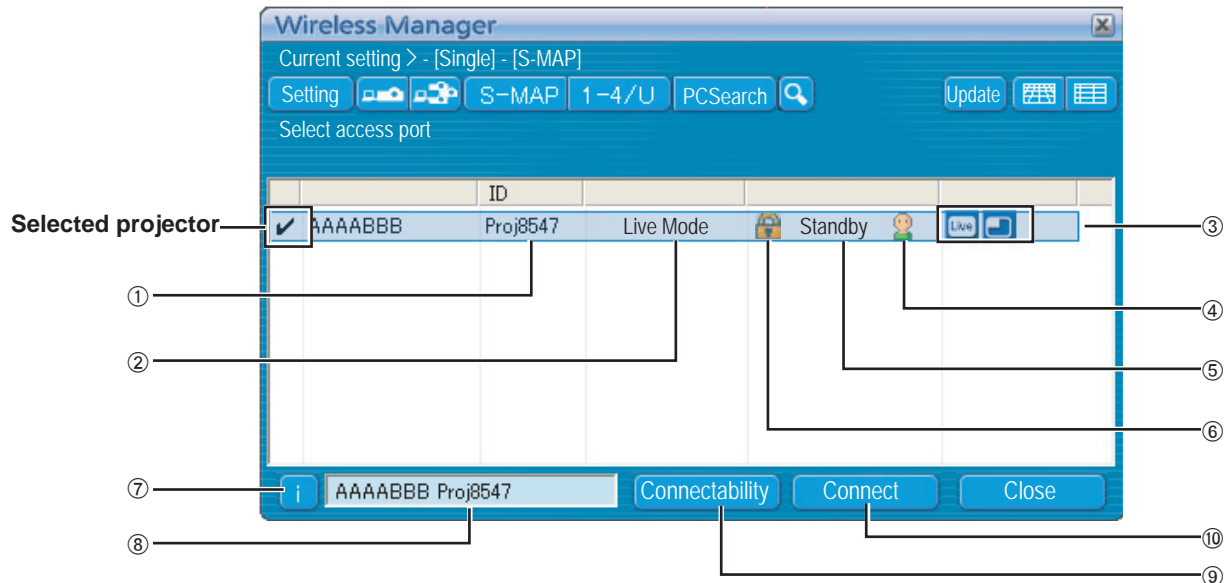 Wireless Manager
Current setting > - [Single] - [S-MAP]
Setting S-MAP 1-4/U PCSearch Update
Select access port
ID
Selected projector
✔ AAAABBB Proj8547 Live Mode Standby Live
③
①
④
②
⑤
⑥
⑦
i AAAABBB Proj8547 Connectability Connect Close
⑧
⑩
⑨